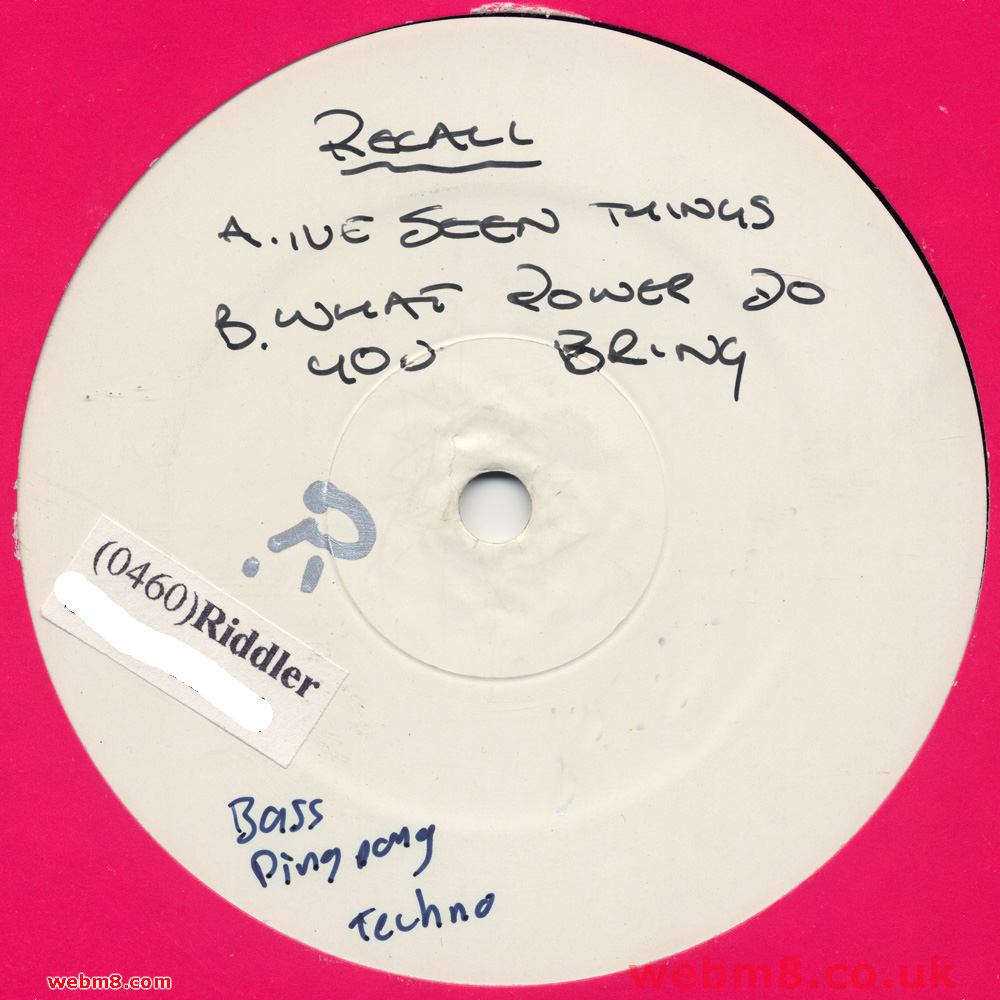 RECALL
A. IVE SEEN THINGS
B. WHAT POWER DO
YOU BRING
(0460)Riddler
Bass
Ping pong
Techno
webm8.com
webm8.co.uk